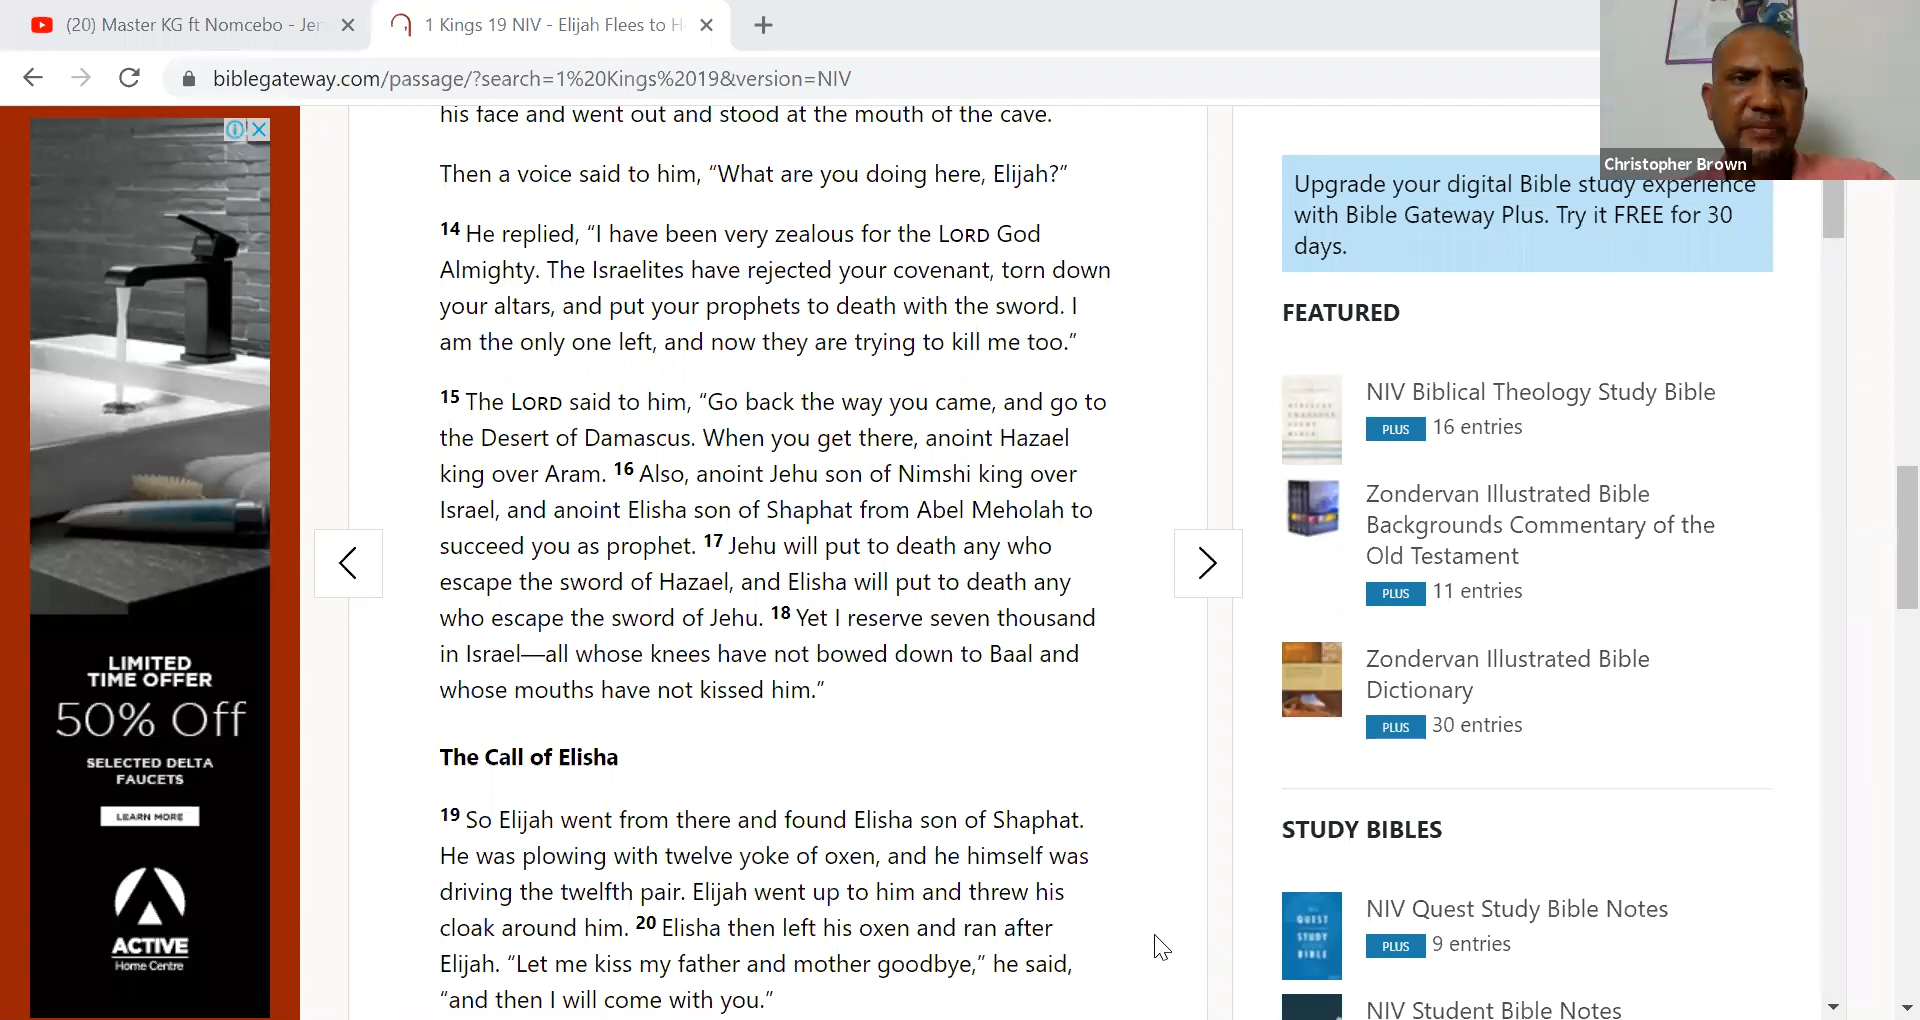 (20) Master KG ft Nomcebo - Jer
1 Kings 19 NIV - Elijah Flees to H
biblegateway.com/passage/?search=1%20Kings%2019&version=NIV
Christopher Brown
his face and went out and stood at the mouth of the cave.
Then a voice said to him, “What are you doing here, Elijah?”
14 He replied, “I have been very zealous for the LORD God
Almighty. The Israelites have rejected your covenant, torn down
your altars, and put your prophets to death with the sword. I
am the only one left, and now they are trying to kill me too.”
15 The LORD said to him, “Go back the way you came, and go to
the Desert of Damascus. When you get there, anoint Hazael
king over Aram. 16 Also, anoint Jehu son of Nimshi king over
Israel, and anoint Elisha son of Shaphat from Abel Meholah to
succeed you as prophet. 17 Jehu will put to death any who
escape the sword of Hazael, and Elisha will put to death any
who escape the sword of Jehu. 18 Yet I reserve seven thousand
in Israel—all whose knees have not bowed down to Baal and
whose mouths have not kissed him.”
The Call of Elisha
19 So Elijah went from there and found Elisha son of Shaphat.
He was plowing with twelve yoke of oxen, and he himself was
driving the twelfth pair. Elijah went up to him and threw his
cloak around him. 20 Elisha then left his oxen and ran after
Elijah. “Let me kiss my father and mother goodbye,” he said,
“and then I will come with you.”
LIMITED
TIME OFFER
50% Off
SELECTED DELTA
FAUCETS
LEARN MORE
ACTIVE
Home Centre
Upgrade your digital Bible study experience
with Bible Gateway Plus. Try it FREE for 30
days.
FEATURED
NIV Biblical Theology Study Bible
PLUS 16 entries
Zondervan Illustrated Bible
Backgrounds Commentary of the
Old Testament
PLUS 11 entries
Zondervan Illustrated Bible
Dictionary
PLUS 30 entries
STUDY BIBLES
QUEST
STUDY
BIBLE
NIV Quest Study Bible Notes
PLUS 9 entries
NIV Student Bible Notes